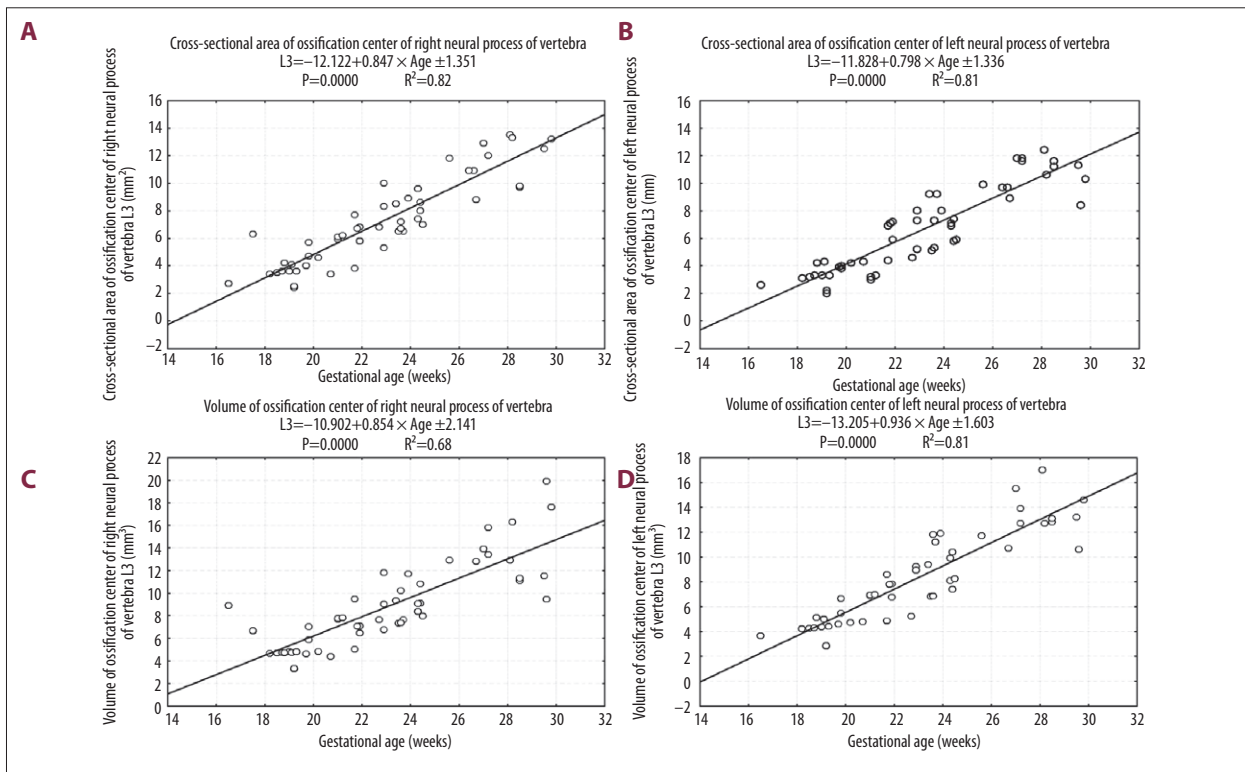 A
Cross-sectional area of ossification center of right neural process of vertebra
L3=−12.122+0.847 × Age ±1.351
P=0.0000 R²=0.82
Cross-sectional area of ossification center of right neural process
of vertebra L3 (mm²)
16
14
12
10
8
6
4
2
0
−2
14 16 18 20 22 24 26 28 30 32
Gestational age (weeks)
B
Cross-sectional area of ossification center of left neural process of vertebra
L3=-11.828+0.798 × Age ±1.336
P=0.0000 R²=0.81
Cross-sectional area of ossification center of left neural process
of vertebra L3 (mm)
16
14
12
10
8
6
4
2
0
−2
14 16 18 20 22 24 26 28 30 32
Gestational age (weeks)
C
Volume of ossification center of right neural process of vertebra
L3=−10.902+0.854 × Age ±2.141
P=0.0000 R²=0.68
Volume of ossification center of right neural process
of vertebra L3 (mm³)
22
20
18
16
14
12
10
8
6
4
2
0
14 16 18 20 22 24 26 28 30 32
Gestational age (weeks)
D
Volume of ossification center of left neural process of vertebra
L3=−13.205+0.936 × Age ±1.603
P=0.0000 R²=0.81
Volume of ossification center of left neural process
of vertebra L3 (mm³)
18
16
14
12
10
8
6
4
2
0
−2
14 16 18 20 22 24 26 28 30 32
Gestational age (weeks)